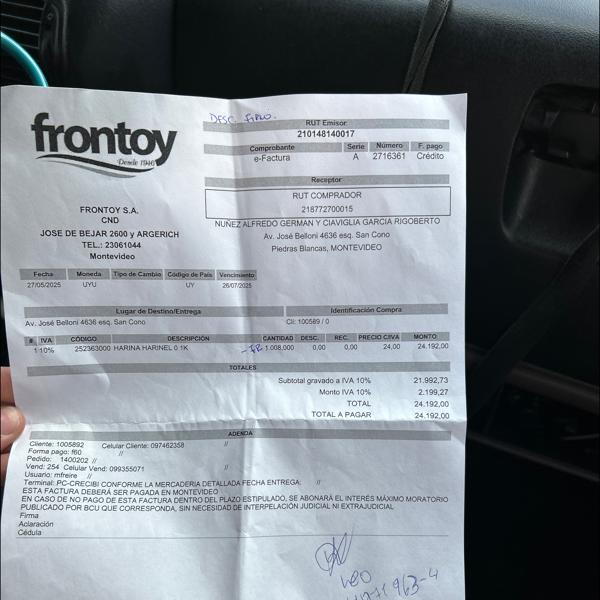 DESC. FIRVO.
frontoy
Desde 1946
RUT Emisor
210148140017
Comprobante Serie Número F. pago
e-Factura A 2716361 Crédito
Receptor
RUT COMPRADOR
218772700015
NUÑEZ ALFREDO GERMAN Y CIAVIGLIA GARCIA RIGOBERTO
Av. José Belloni 4636 esq. San Cono
Piedras Blancas, MONTEVIDEO
FRONTOY S.A.
CND
JOSE DE BEJAR 2600 y ARGERICH
TEL.: 23061044
Montevideo
Fecha Moneda Tipo de Cambio Código de País Vencimiento
27/05/2025 UYU UY 26/07/2025
Lugar de Destino/Entrega Identificación Compra
Av. José Belloni 4636 esq. San Cono Cli: 100589 / 0
# IVA CÓDIGO DESCRIPCIÓN CANTIDAD DESC. REC. PRECIO C/IVA MONTO
1 10% 252363000 HARINA HARINEL 0 1K 1.008,000 0,00 0,00 24,00 24.192,00
TOTALES
Subtotal gravado a IVA 10% 21.992,73
Monto IVA 10% 2.199,27
TOTAL 24.192,00
TOTAL A PAGAR 24.192,00
ADENDA
Cliente: 1005892 Celular Cliente: 097462358 //
Forma pago: f60 //
Pedido: 1400202 //
Vend: 254 Celular Vend: 099355071 //
Usuario: mfreire //
Terminal: PC-CRECIBI CONFORME LA MERCADERIA DETALLADA FECHA ENTREGA: //
ESTA FACTURA DEBERÁ SER PAGADA EN MONTEVIDEO
EN CASO DE NO PAGO DE ESTA FACTURA DENTRO DEL PLAZO ESTIPULADO, SE ABONARÁ EL INTERÉS MÁXIMO MORATORIO
PUBLICADO POR BCU QUE CORRESPONDA, SIN NECESIDAD DE INTERPELACIÓN JUDICIAL NI EXTRAJUDICIAL
Firma
Aclaración
Cédula
Leo